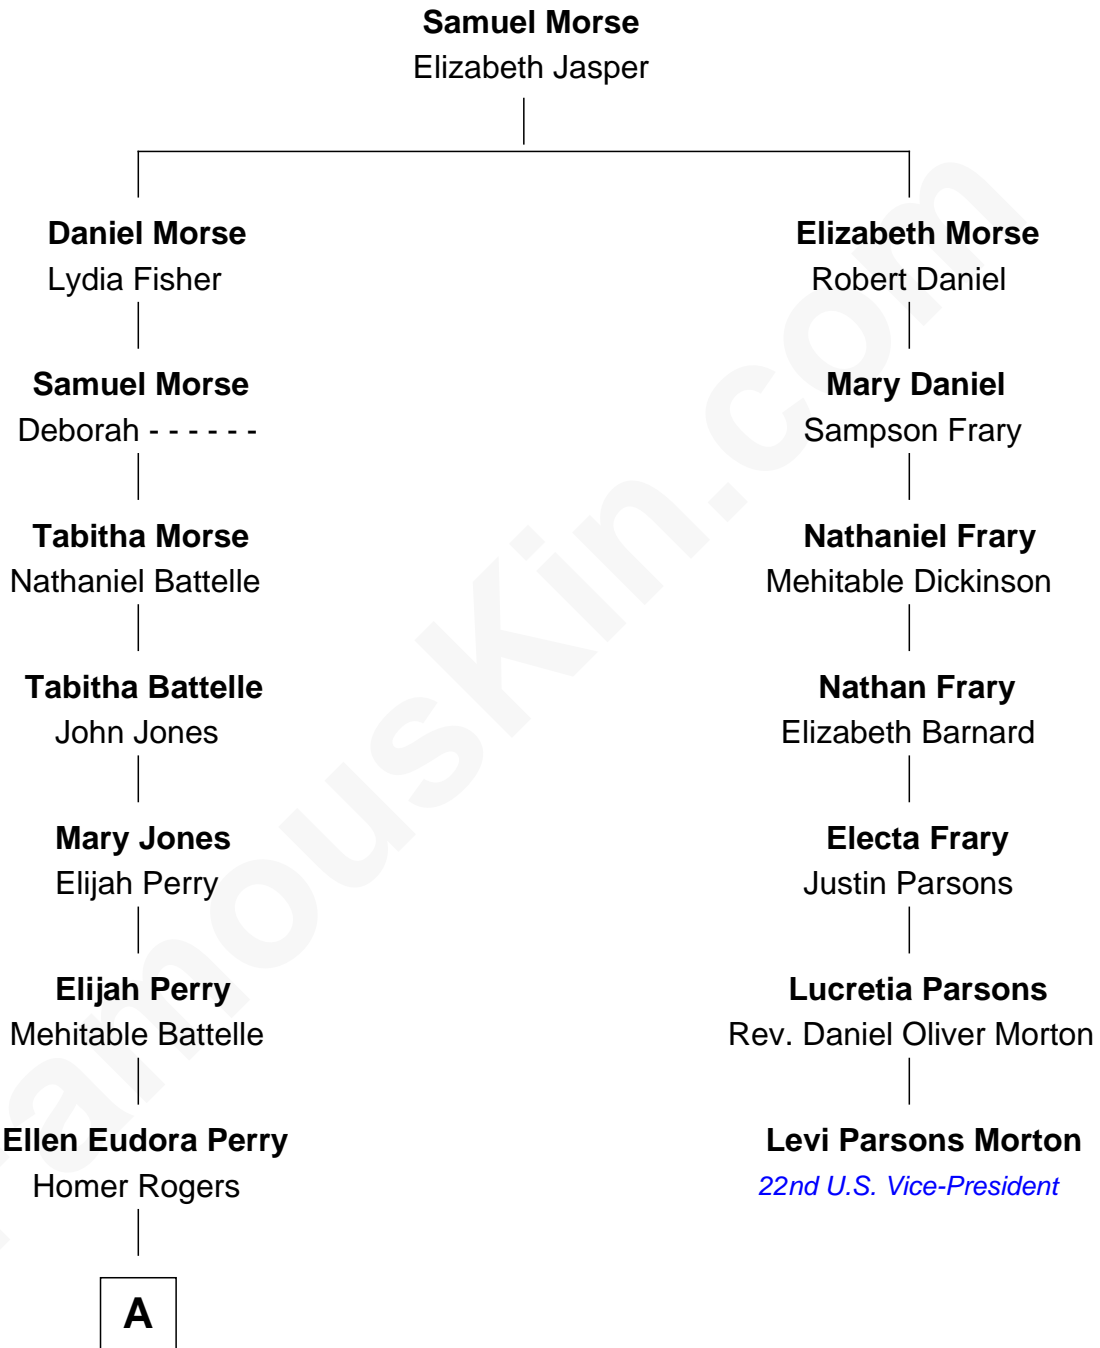 Samuel Morse
Elizabeth Jasper
Daniel Morse
Lydia Fisher
Samuel Morse
Deborah - - - - - -
Tabitha Morse
Nathaniel Battelle
Tabitha Battelle
John Jones
Mary Jones
Elijah Perry
Elijah Perry
Mehitable Battelle
Ellen Eudora Perry
Homer Rogers
A
Elizabeth Morse
Robert Daniel
Mary Daniel
Sampson Frary
Nathaniel Frary
Mehitable Dickinson
Nathan Frary
Elizabeth Barnard
Electa Frary
Justin Parsons
Lucretia Parsons
Rev. Daniel Oliver Morton
Levi Parsons Morton
22nd U.S. Vice-President
FamousKin.com